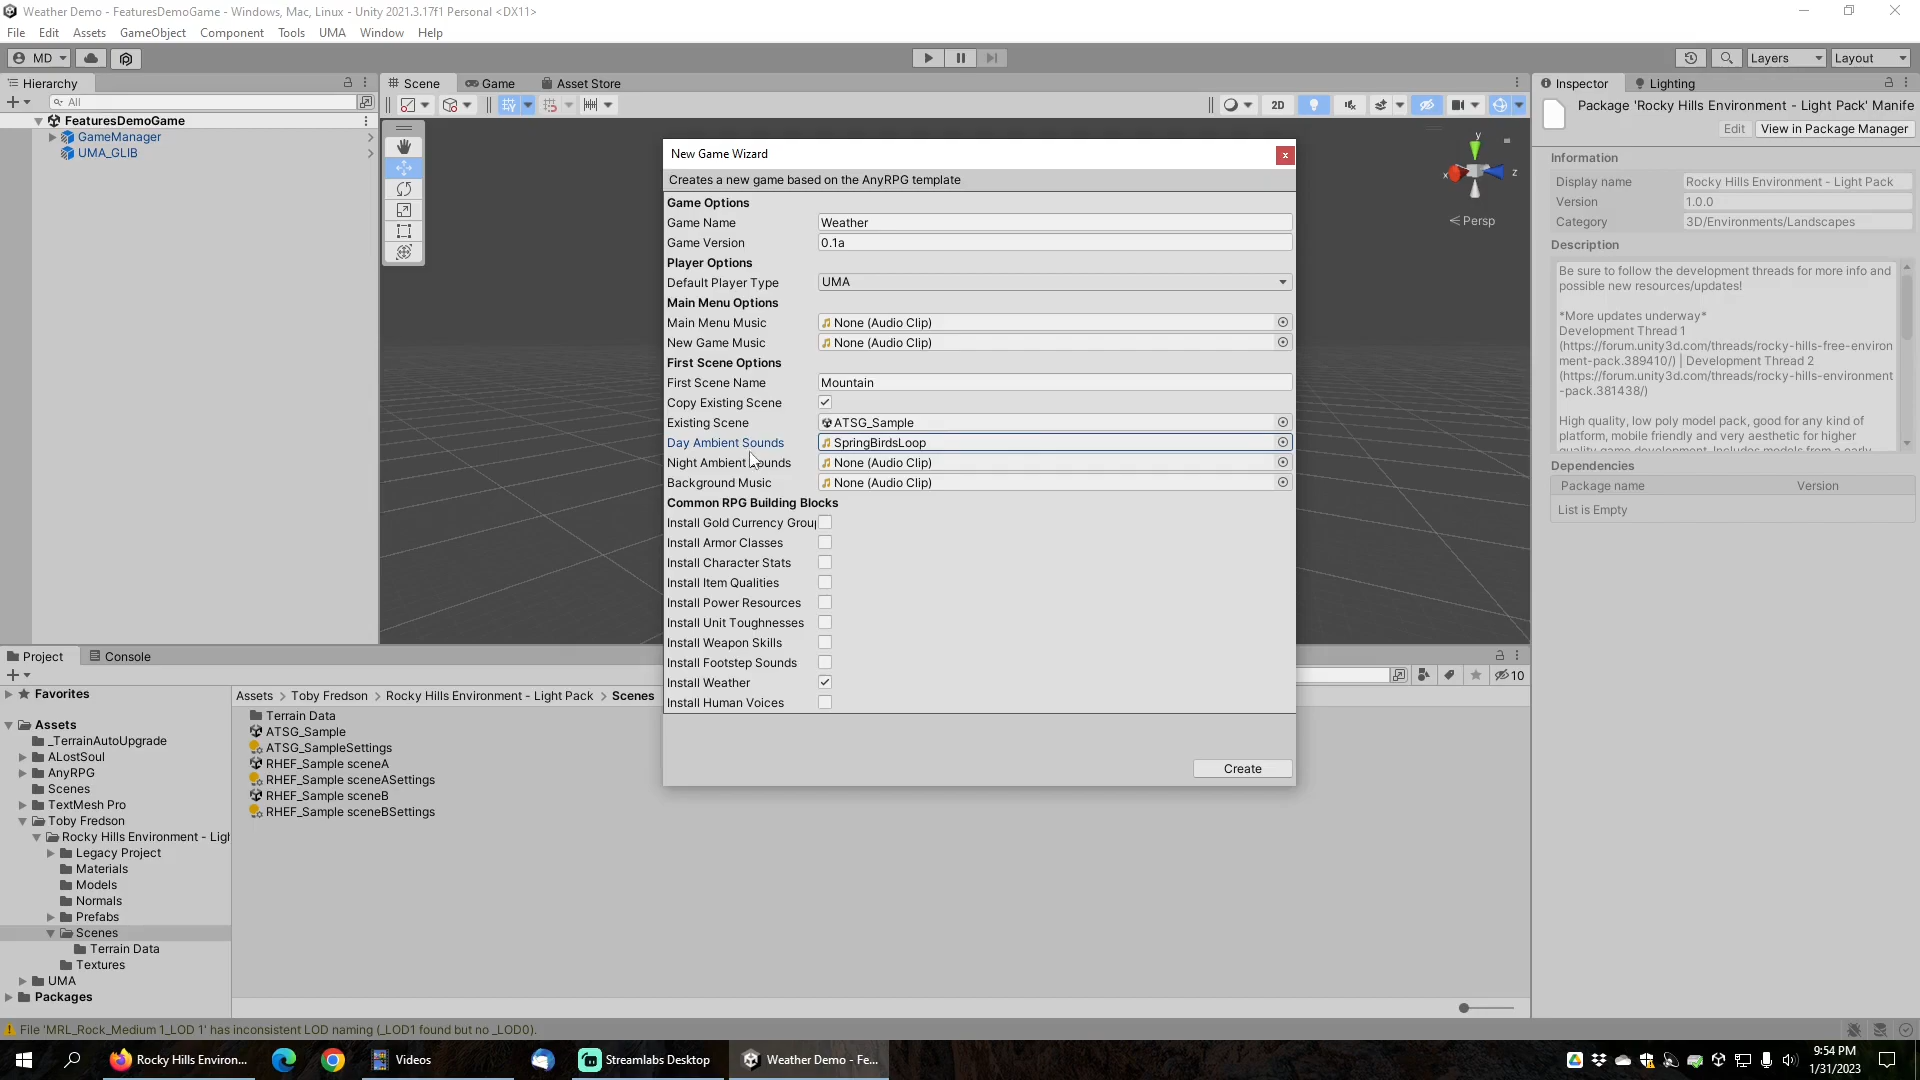 Weather Demo - FeaturesDemoGame - Windows, Mac, Linux - Unity 2021.3.17f1 Personal <DX11>
File Edit Assets GameObject Component Tools UMA Window Help
MD
Layers
Layout
Hierarchy
All
FeaturesDemoGame
GameManager
UMA_GLIB
Scene
Game
Asset Store
2D
y
x
z
Persp
New Game Wizard
x
Creates a new game based on the AnyRPG template
Game Options
Game Name Weather
Game Version 0.1a
Player Options
Default Player Type UMA
Main Menu Options
Main Menu Music None (Audio Clip)
New Game Music None (Audio Clip)
First Scene Options
First Scene Name Mountain
Copy Existing Scene
Existing Scene ATSG_Sample
Day Ambient Sounds SpringBirdsLoop
Night Ambient Sounds None (Audio Clip)
Background Music None (Audio Clip)
Common RPG Building Blocks
Install Gold Currency Group
Install Armor Classes
Install Character Stats
Install Item Qualities
Install Power Resources
Install Unit Toughnesses
Install Weapon Skills
Install Footstep Sounds
Install Weather
Install Human Voices
Create
Inspector
Lighting
Package 'Rocky Hills Environment - Light Pack' Manife
Edit
View in Package Manager
Information
Display name Rocky Hills Environment - Light Pack
Version 1.0.0
Category 3D/Environments/Landscapes
Description
Be sure to follow the development threads for more info and
possible new resources/updates!
*More updates underway*
Development Thread 1
(https://forum.unity3d.com/threads/rocky-hills-free-environ
ment-pack.389410/) | Development Thread 2
(https://forum.unity3d.com/threads/rocky-hills-environment
-pack.381438/)
High quality, low poly model pack, good for any kind of
platform, mobile friendly and very aesthetic for higher
quality game development. Includes models from a early
Dependencies
Package name Version
List is Empty
Project
Console
10
Favorites
Assets
_TerrainAutoUpgrade
ALostSoul
AnyRPG
Scenes
TextMesh Pro
Toby Fredson
Rocky Hills Environment - Ligh
Legacy Project
Materials
Models
Normals
Prefabs
Scenes
Terrain Data
Textures
UMA
Packages
Assets > Toby Fredson > Rocky Hills Environment - Light Pack > Scenes
Terrain Data
ATSG_Sample
ATSG_SampleSettings
RHEF_Sample sceneA
RHEF_Sample sceneASettings
RHEF_Sample sceneB
RHEF_Sample sceneBSettings
File 'MRL_Rock_Medium 1_LOD 1' has inconsistent LOD naming (_LOD1 found but no _LOD0).
Rocky Hills Environ...
Videos
Streamlabs Desktop
Weather Demo - Fe...
9:54 PM
1/31/2023